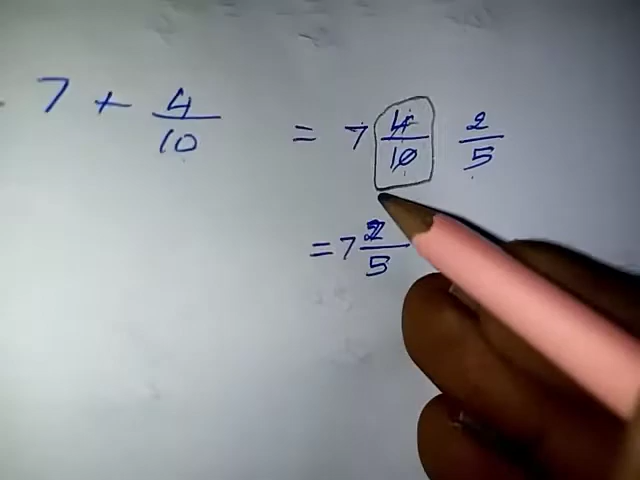 7 + 4/10 = 7 4/10 2/5
= 7 2/5